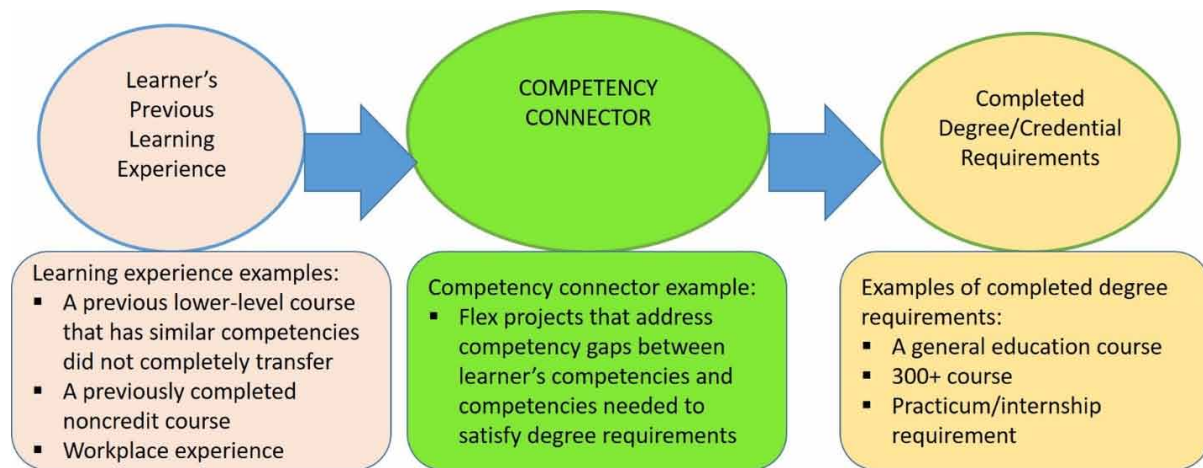 Learner’s
Previous
Learning
Experience
COMPETENCY
CONNECTOR
Completed
Degree/Credential
Requirements
Learning experience examples:
▪ A previous lower-level course
that has similar competencies
did not completely transfer
▪ A previously completed
noncredit course
▪ Workplace experience
Competency connector example:
▪ Flex projects that address
competency gaps between
learner’s competencies and
competencies needed to
satisfy degree requirements
Examples of completed degree
requirements:
▪ A general education course
▪ 300+ course
▪ Practicum/internship
requirement